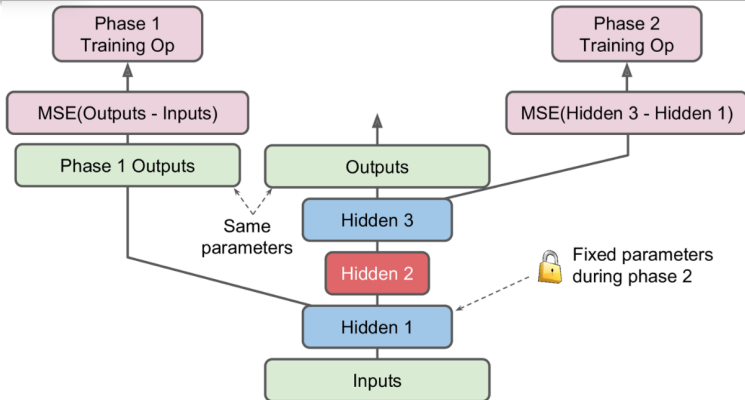 Phase 1
Training Op
Phase 2
Training Op
MSE(Outputs - Inputs)
MSE(Hidden 3 - Hidden 1)
Phase 1 Outputs
Outputs
Same
parameters
Hidden 3
Hidden 2
Fixed parameters
during phase 2
Hidden 1
Inputs